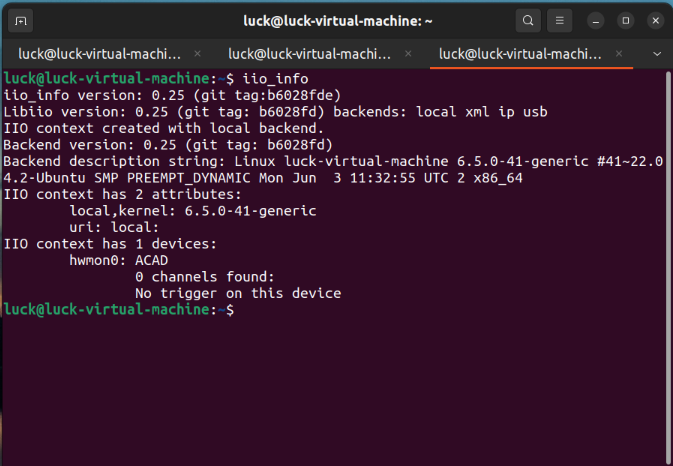 luck@luck-virtual-machine: ~
luck@luck-virtual-machi... × luck@luck-virtual-machi... × luck@luck-virtual-machi... ×
luck@luck-virtual-machine:~$ iio_info
iio_info version: 0.25 (git tag:b6028fde)
Libiio version: 0.25 (git tag: b6028fd) backends: local xml ip usb
IIO context created with local backend.
Backend version: 0.25 (git tag: b6028fd)
Backend description string: Linux luck-virtual-machine 6.5.0-41-generic #41~22.0
4.2-Ubuntu SMP PREEMPT_DYNAMIC Mon Jun  3 11:32:55 UTC 2 x86_64
IIO context has 2 attributes:
        local,kernel: 6.5.0-41-generic
        uri: local:
IIO context has 1 devices:
        hwmon0: ACAD
                0 channels found:
                No trigger on this device
luck@luck-virtual-machine:~$